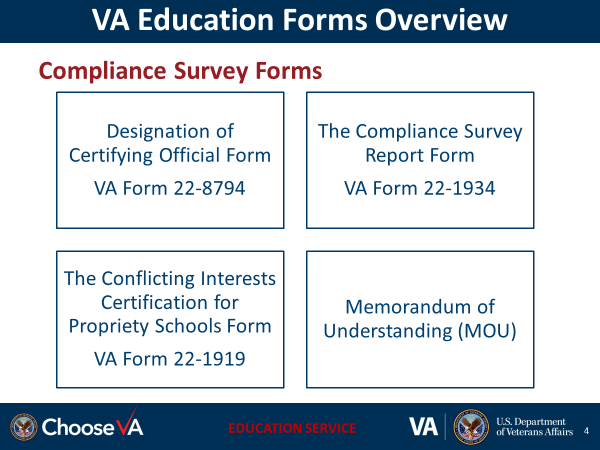 VA Education Forms Overview
Compliance Survey Forms
Designation of
Certifying Official Form
VA Form 22-8794
The Compliance Survey
Report Form
VA Form 22-1934
The Conflicting Interests
Certification for
Propriety Schools Form
VA Form 22-1919
Memorandum of
Understanding (MOU)
ChooseVA
EDUCATION SERVICE
VA
U.S. Department
of Veterans Affairs
4